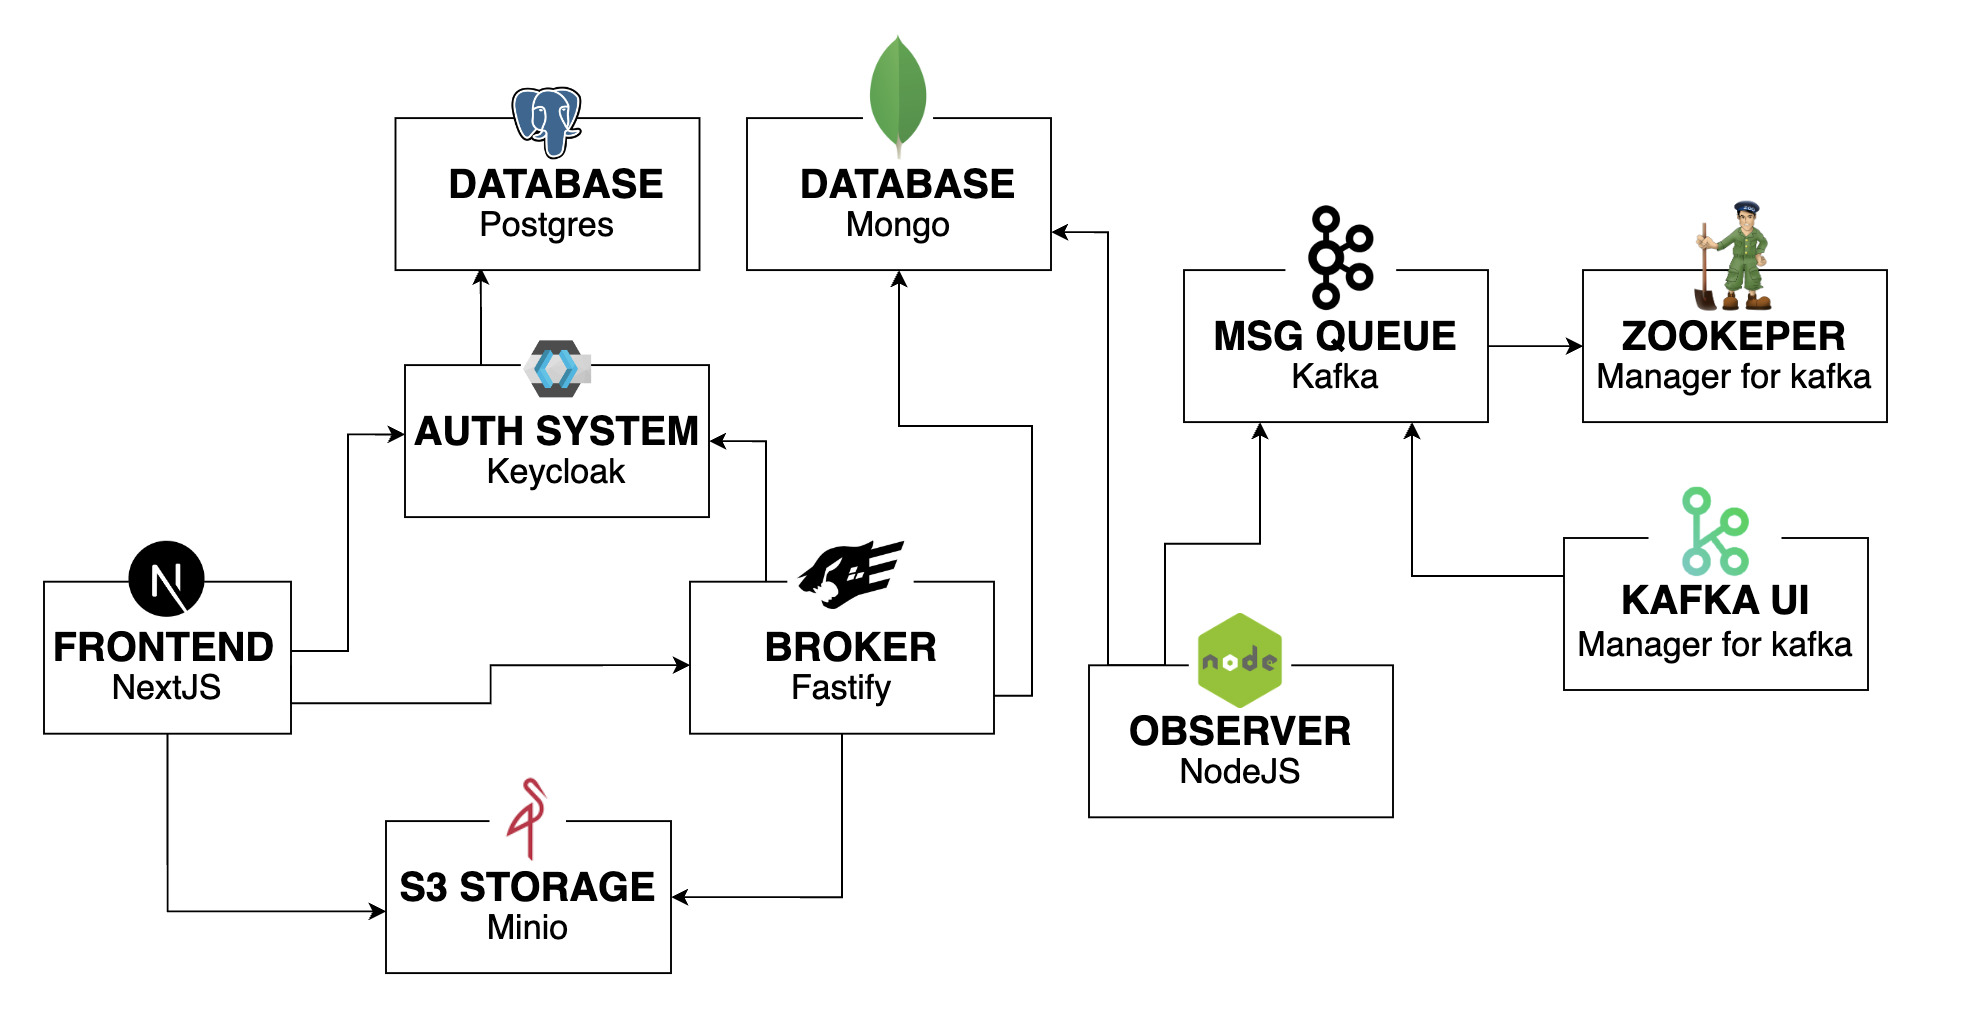 DATABASE
Postgres
DATABASE
Mongo
MSG QUEUE
Kafka
ZOOKEPER
Manager for kafka
AUTH SYSTEM
Keycloak
N
FRONTEND
NextJS
BROKER
Fastify
KAFKA UI
Manager for kafka
node
OBSERVER
NodeJS
S3 STORAGE
Minio